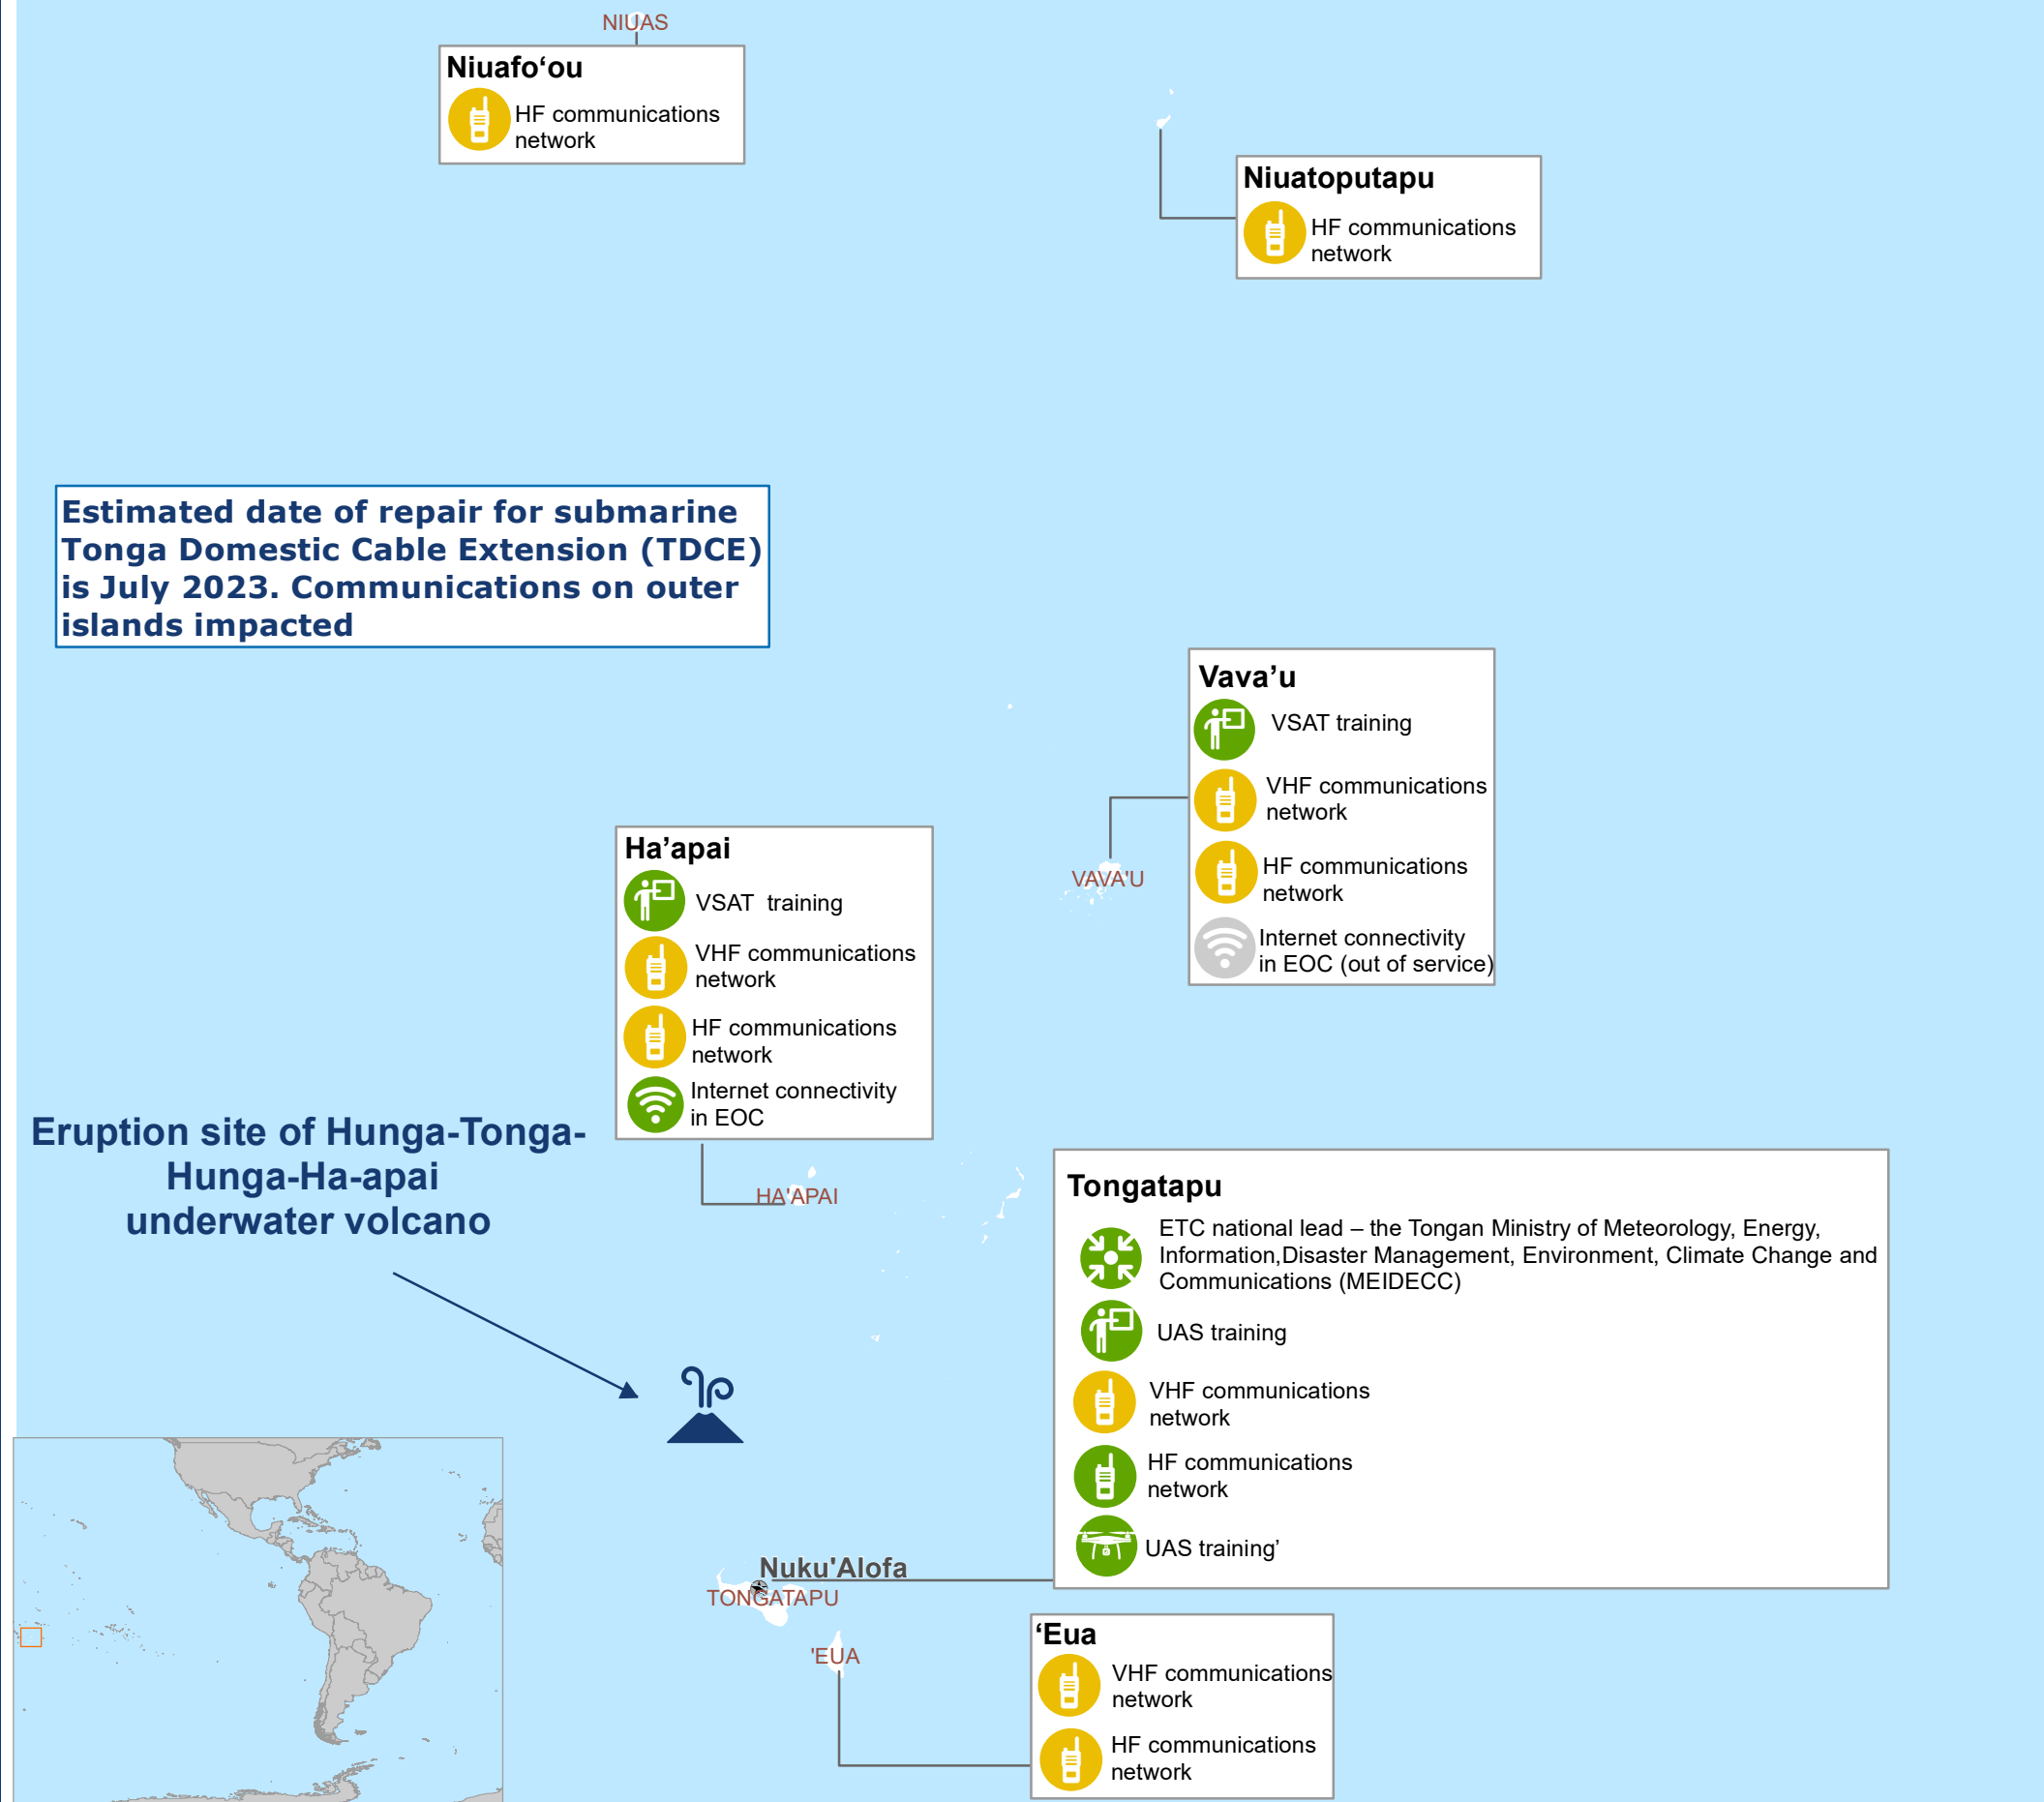 NIUAS
Niuafo‘ou
HF communications
network
Niuatoputapu
HF communications
network
Estimated date of repair for submarine
Tonga Domestic Cable Extension (TDCE)
is July 2023. Communications on outer
islands impacted
Vava’u
VSAT training
VHF communications
network
HF communications
network
Internet connectivity
in EOC (out of service)
VAVA'U
Ha’apai
VSAT  training
VHF communications
network
HF communications
network
Internet connectivity
in EOC
HA'APAI
Eruption site of Hunga-Tonga-
Hunga-Ha-apai
underwater volcano
Tongatapu
ETC national lead – the Tongan Ministry of Meteorology, Energy,
Information,Disaster Management, Environment, Climate Change and
Communications (MEIDECC)
UAS training
VHF communications
network
HF communications
network
UAS training’
Nuku'Alofa
TONGATAPU
'EUA
‘Eua
VHF communications
network
HF communications
network